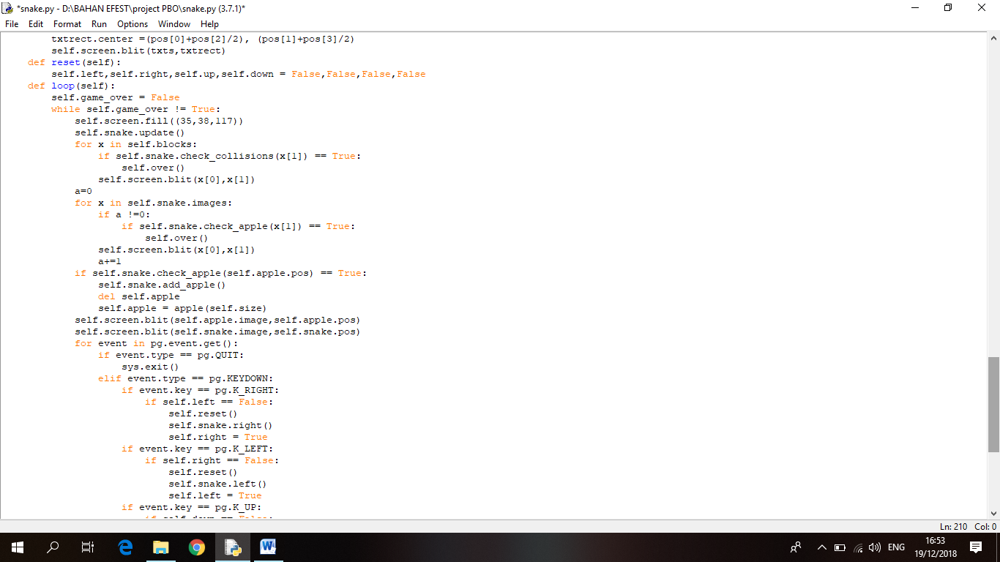 *snake.py - D:\BAHAN EFEST\project PBO\snake.py (3.7.1)*
File Edit Format Run Options Window Help
        txtrect.center =(pos[0]+pos[2]/2), (pos[1]+pos[3]/2)
        self.screen.blit(txts,txtrect)
    def reset(self):
        self.left,self.right,self.up,self.down = False,False,False,False
    def loop(self):
        self.game_over = False
        while self.game_over != True:
            self.screen.fill((35,38,117))
            self.snake.update()
            for x in self.blocks:
                if self.snake.check_collisions(x[1]) == True:
                    self.over()
                self.screen.blit(x[0],x[1])
            a=0
            for x in self.snake.images:
                if a !=0:
                    if self.snake.check_apple(x[1]) == True:
                        self.over()
                self.screen.blit(x[0],x[1])
                a+=1
            if self.snake.check_apple(self.apple.pos) == True:
                self.snake.add_apple()
                del self.apple
                self.apple = apple(self.size)
            self.screen.blit(self.apple.image,self.apple.pos)
            self.screen.blit(self.snake.image,self.snake.pos)
            for event in pg.event.get():
                if event.type == pg.QUIT:
                    sys.exit()
                elif event.type == pg.KEYDOWN:
                    if event.key == pg.K_RIGHT:
                        if self.left == False:
                            self.reset()
                            self.snake.right()
                            self.right = True
                    if event.key == pg.K_LEFT:
                        if self.right == False:
                            self.reset()
                            self.snake.left()
                            self.left = True
                    if event.key == pg.K_UP:
                        if self.down == False:
Ln: 210 Col: 0
ENG
16:53
19/12/2018